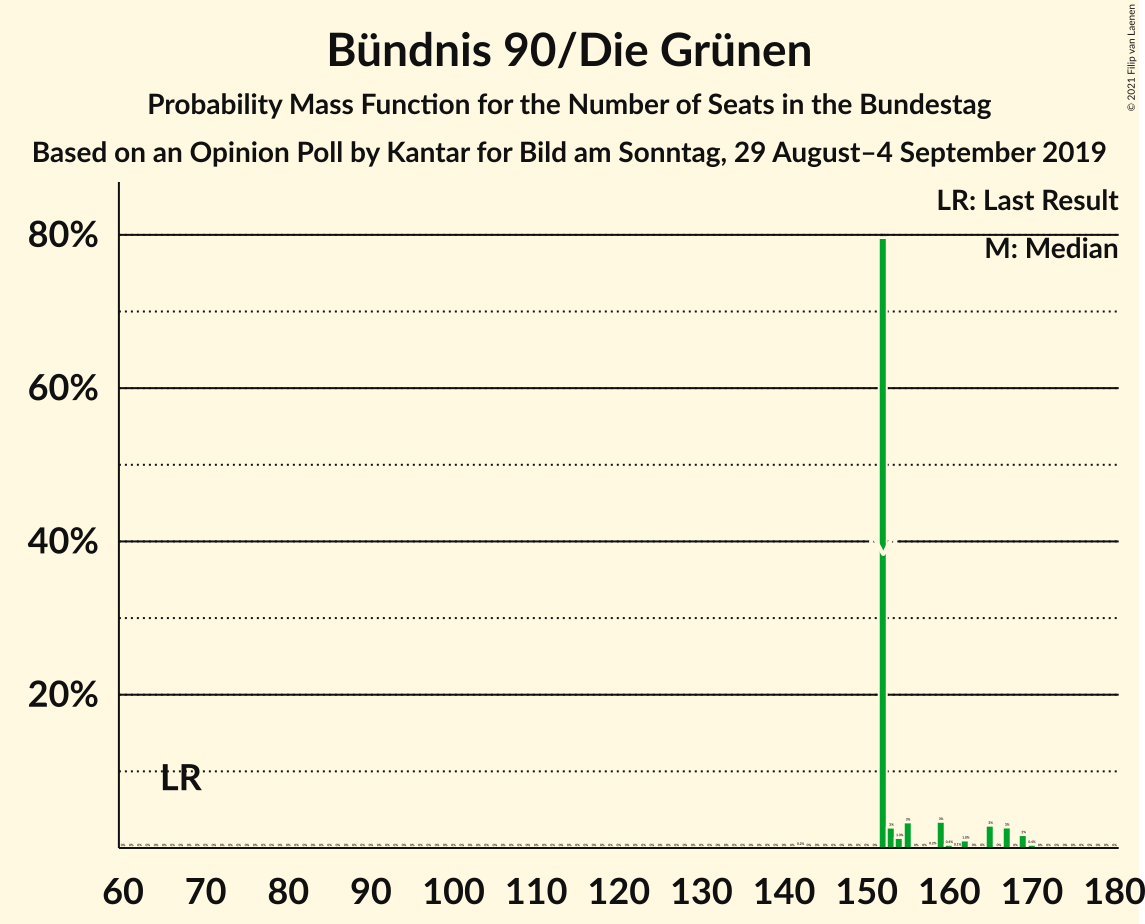 Bündnis 90/Die Grünen
Probability Mass Function for the Number of Seats in the Bundestag
Based on an Opinion Poll by Kantar for Bild am Sonntag, 29 August–4 September 2019
© 2021 Filip van Laenen
LR: Last Result
M: Median
80%
60%
40%
20%
LR
60 70 80 90 100 110 120 130 140 150 160 170 180